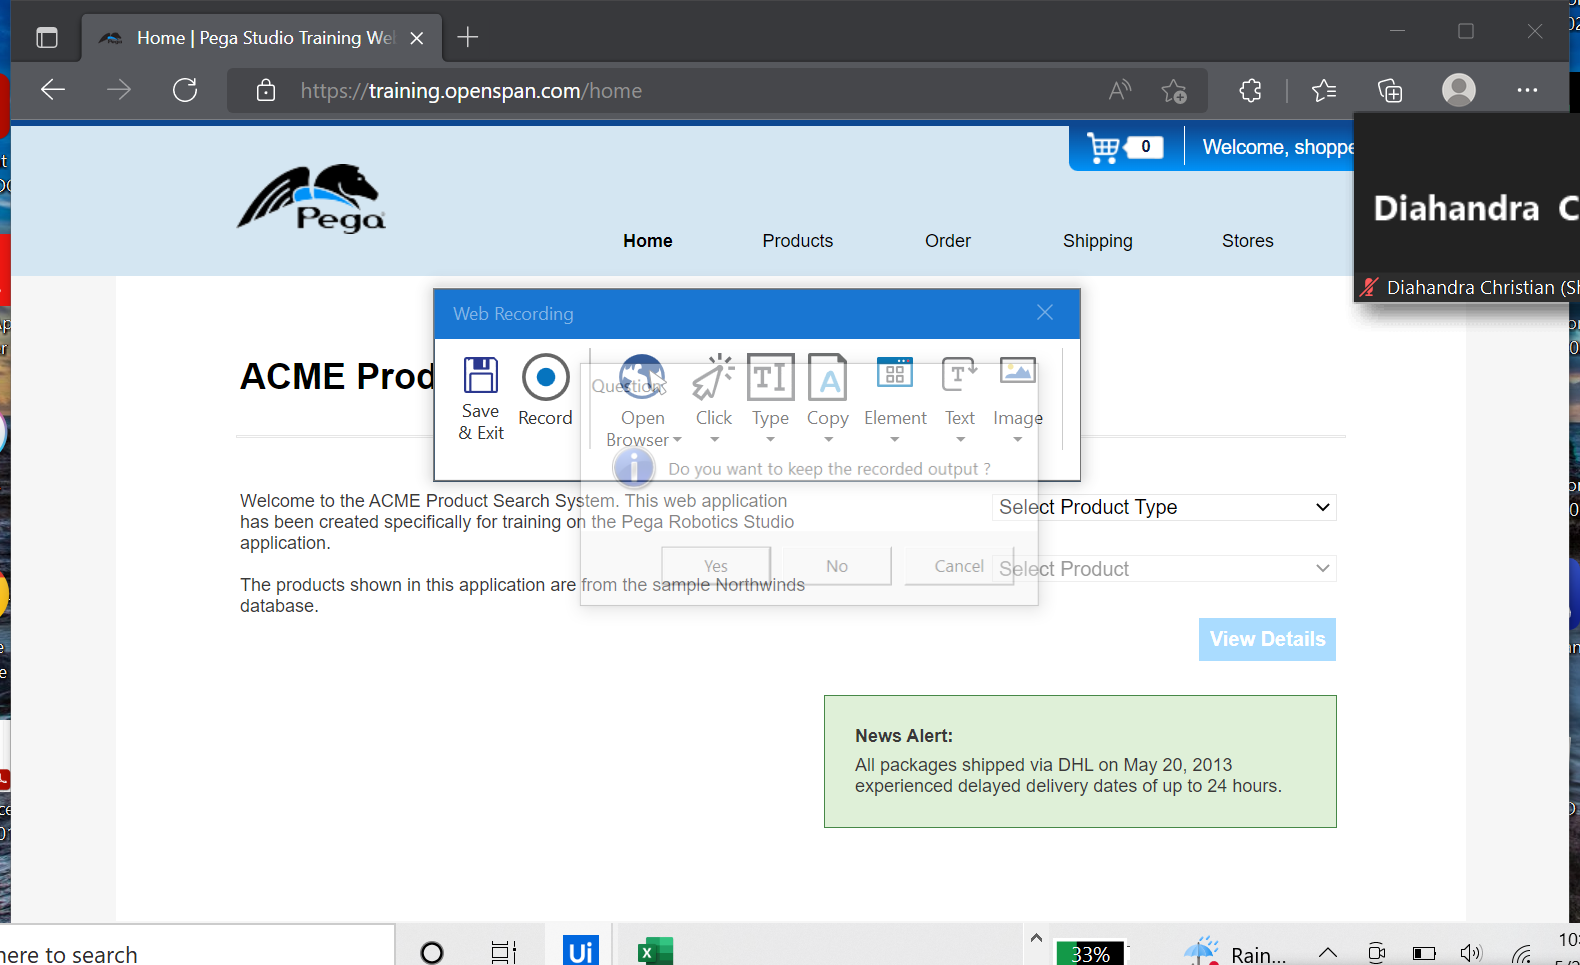 Home | Pega Studio Training We
https://training.openspan.com/home
0
Welcome, shoppe
Pega
Home
Products
Order
Shipping
Stores
Diahandra C
Diahandra Christian (Sh
Web Recording
ACME Prod
Save
& Exit
Record
Question
Open
Browser
Click
Type
Copy
Element
Text
Image
Do you want to keep the recorded output ?
Welcome to the ACME Product Search System. This web application
has been created specifically for training on the Pega Robotics Studio
application.
Select Product Type
Yes
No
Cancel
Select Product
The products shown in this application are from the sample Northwinds
database.
View Details
News Alert:
All packages shipped via DHL on May 20, 2013
experienced delayed delivery dates of up to 24 hours.
here to search
Ui
33%
Rain...